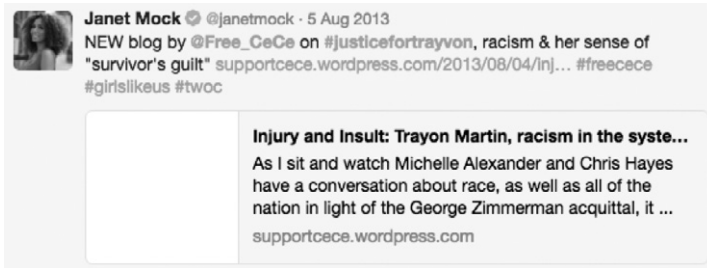 Janet Mock @janetmock · 5 Aug 2013
NEW blog by @Free_CeCe on #justicefortrayvon, racism & her sense of
"survivor's guilt" supportcece.wordpress.com/2013/08/04/inj... #freecece
#girlslikeus #twoc
Injury and Insult: Trayon Martin, racism in the syste...
As I sit and watch Michelle Alexander and Chris Hayes
have a conversation about race, as well as all of the
nation in light of the George Zimmerman acquittal, it ...
supportcece.wordpress.com